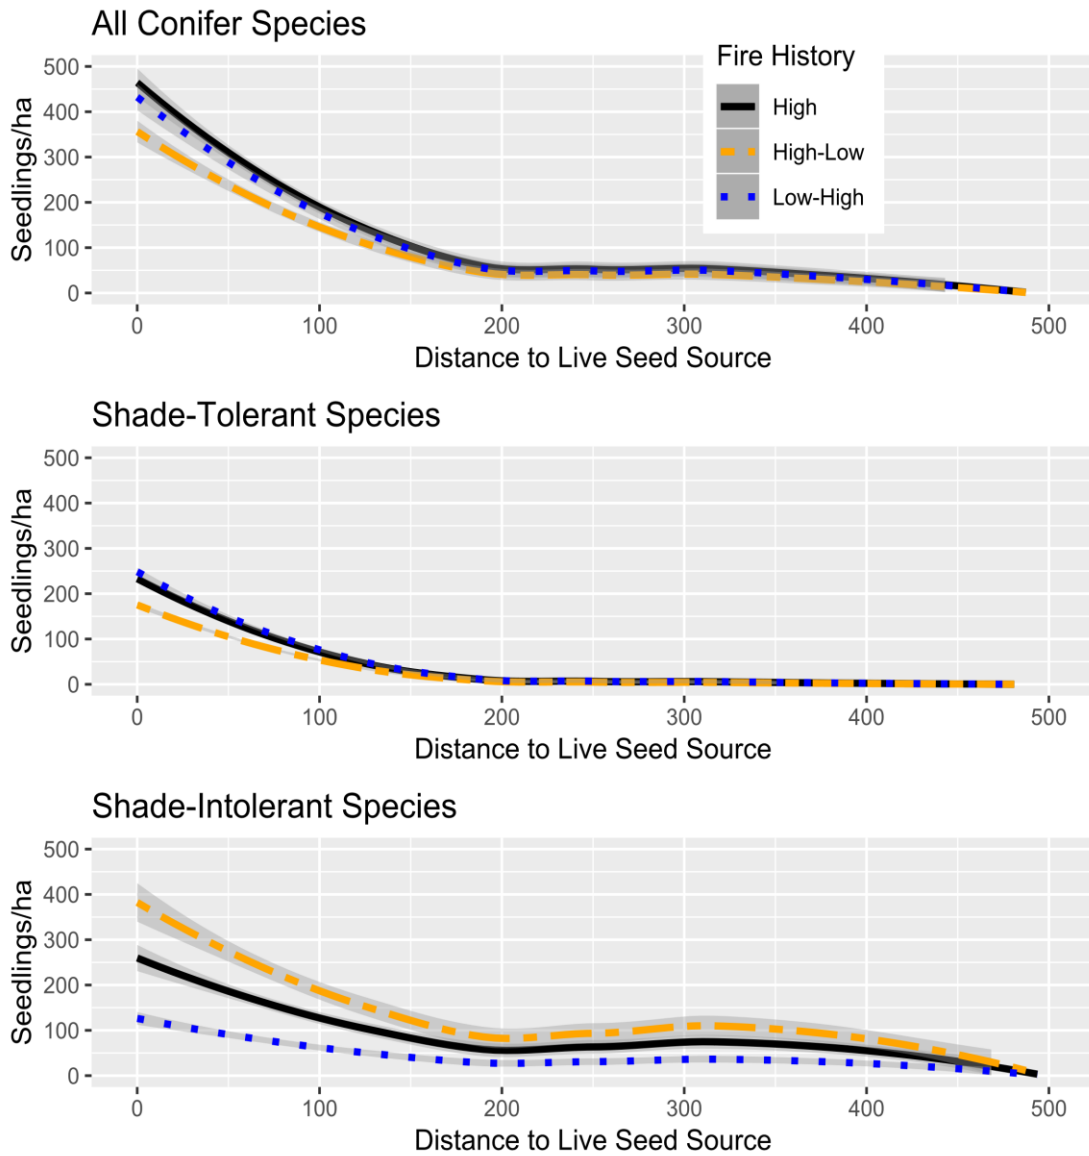 All Conifer Species
Fire History
High
High-Low
Low-High
Seedlings/ha
500
400
300
200
100
0
0 100 200 300 400 500
Distance to Live Seed Source
Shade-Tolerant Species
Seedlings/ha
500
400
300
200
100
0
0 100 200 300 400 500
Distance to Live Seed Source
Shade-Intolerant Species
Seedlings/ha
500
400
300
200
100
0
0 100 200 300 400 500
Distance to Live Seed Source